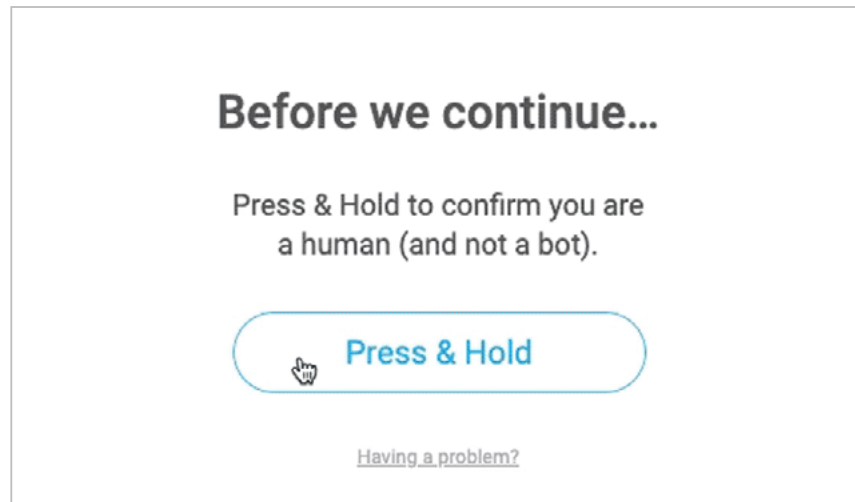 Before we continue...
Press & Hold to confirm you are
a human (and not a bot).
Press & Hold
Having a problem?